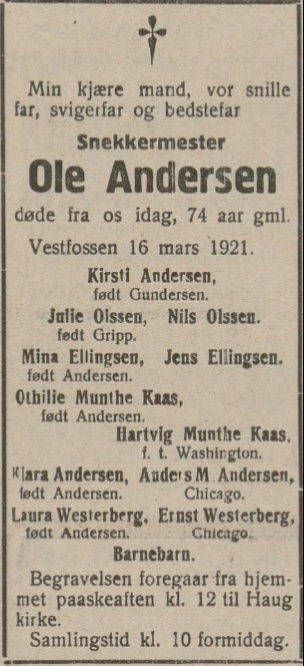 Min kjære mand, vor snille
far, svigerfar og bedstefar
Snekkermester
Ole Andersen
døde fra os idag, 74 aar gml.
Vestfossen 16 mars 1921.
Kirsti Andersen,
født Gundersen.
Julie Olssen, Nils Olssen.
født Gripp.
Mina Ellingsen, Jens Ellingsen.
født Andersen.
Othilie Munthe Kaas,
født Andersen.
Hartvig Munthe Kaas,
f. t. Washington.
Klara Andersen, Anders M Andersen,
født Andersen. Chicago.
Laura Westerberg, Ernst Westerberg,
født Andersen. Chicago.
Barnebarn.
Begravelsen foregaar fra hjem-
met paaskeaften kl. 12 til Haug
kirke.
Samlingstid kl. 10 formiddag.